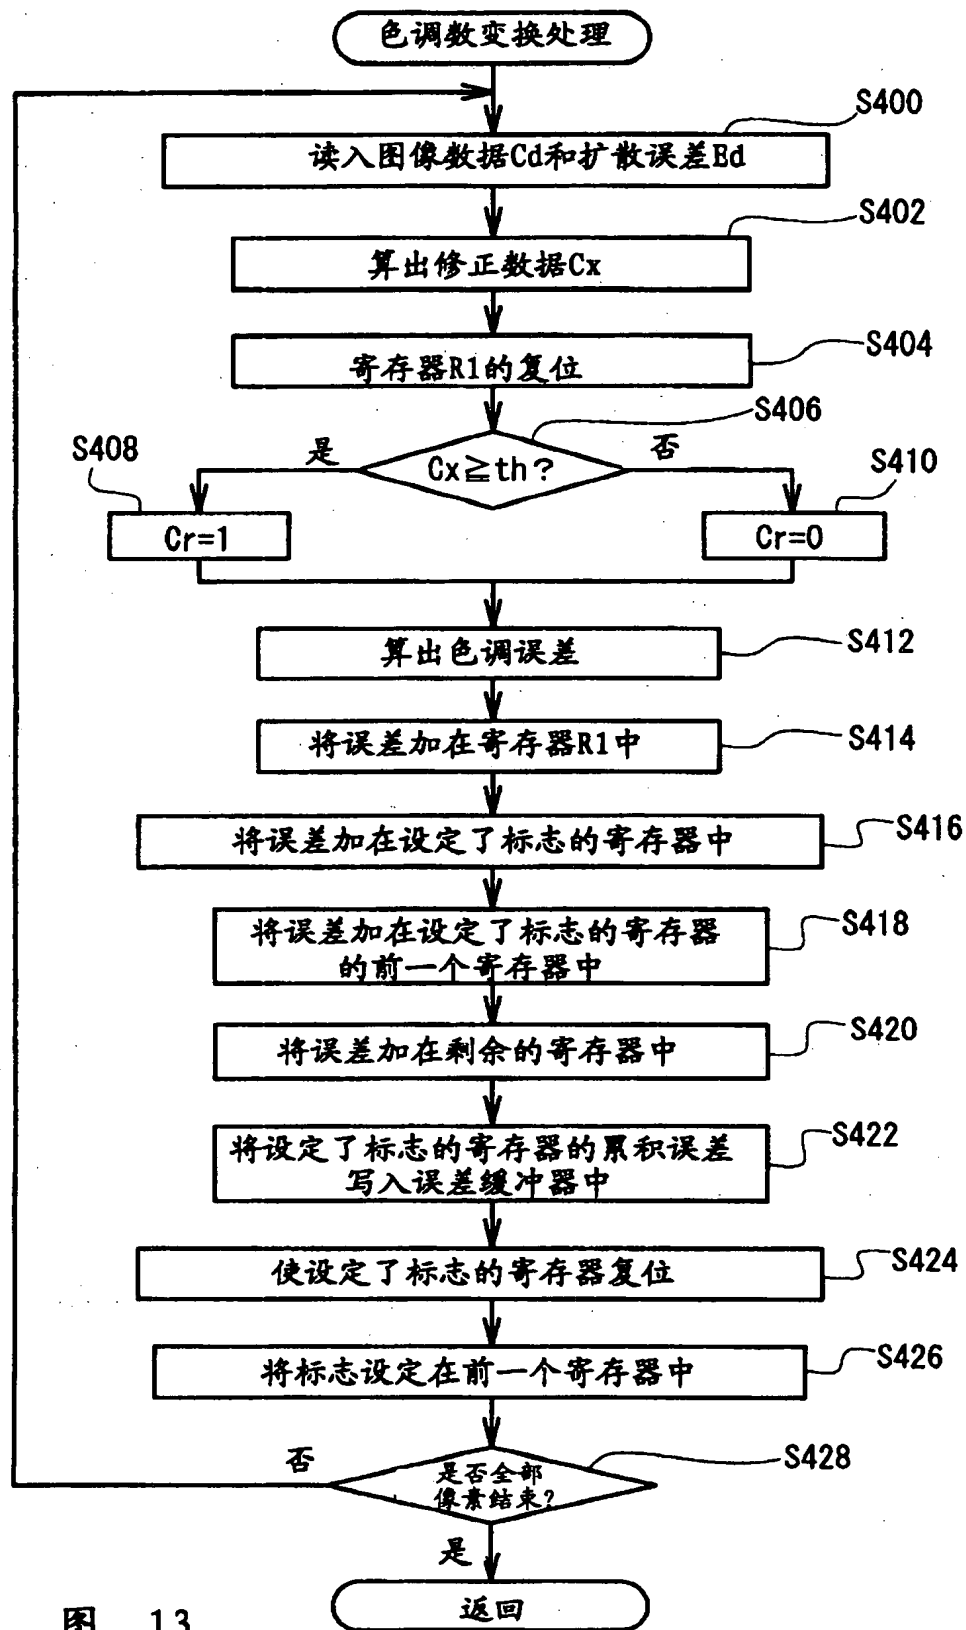 色调数变换处理
S400
读入图像数据Cd和扩散误差Ed
S402
算出修正数据Cx
S404
寄存器R1的复位
S406
Cx≧th?
是
否
S408
Cr=1
S410
Cr=0
S412
算出色调误差
S414
将误差加在寄存器R1中
S416
将误差加在设定了标志的寄存器中
S418
将误差加在设定了标志的寄存器
的前一个寄存器中
S420
将误差加在剩余的寄存器中
S422
将设定了标志的寄存器的累积误差
写入误差缓冲器中
S424
使设定了标志的寄存器复位
S426
将标志设定在前一个寄存器中
S428
否
是否全部
像素结束?
是
返回
图 13